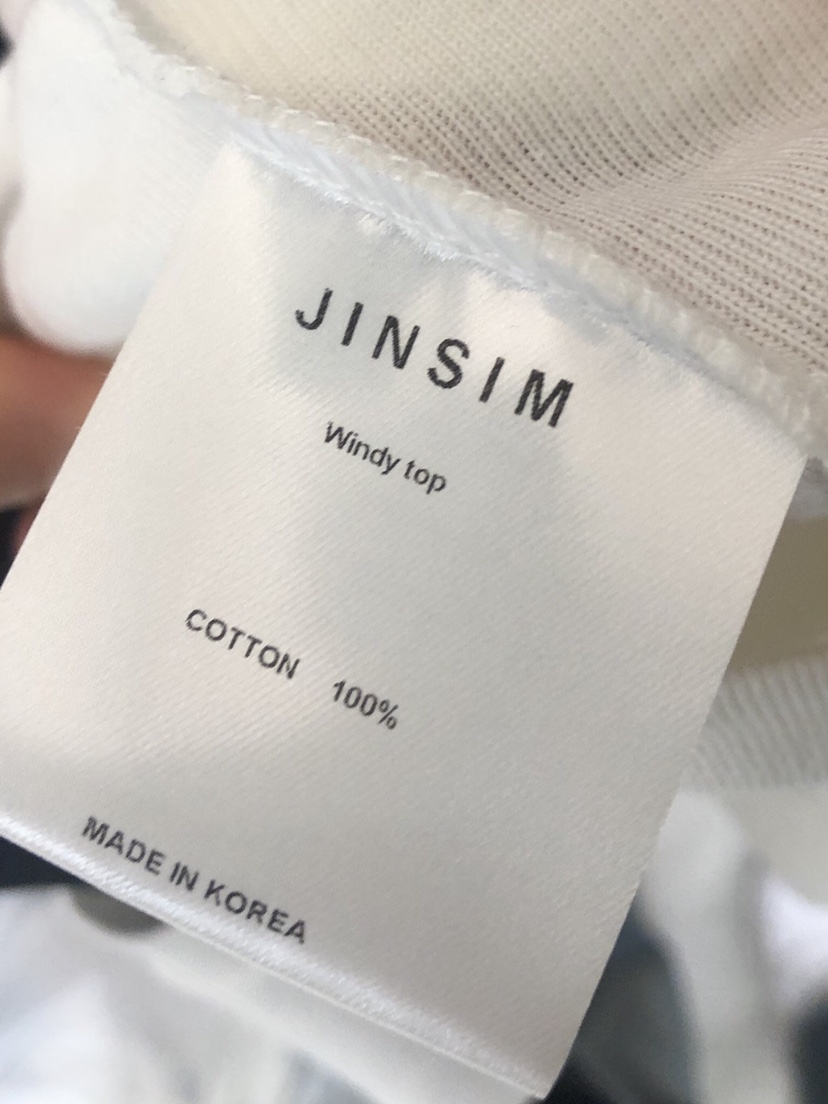 JINSIM
Windy top
COTTON 100%
MADE IN KOREA